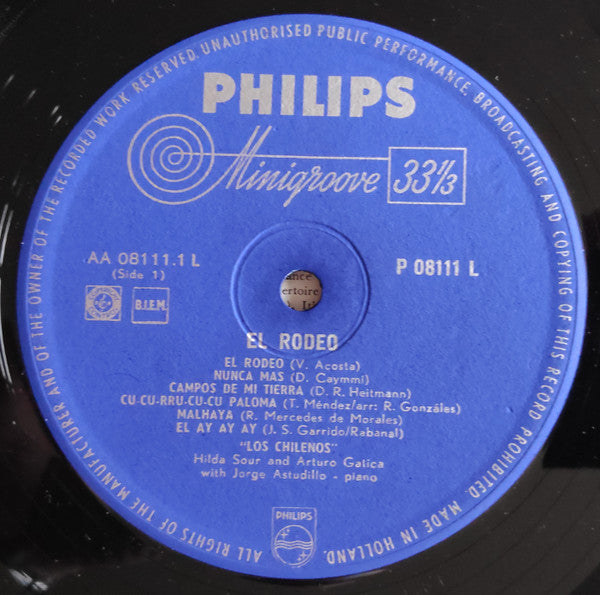 ALL RIGHTS OF THE MANUFACTURER AND OF THE OWNER OF THE RECORDED WORK RESERVED. UNAUTHORISED PUBLIC PERFORMANCE, BROADCASTING AND COPYING OF THIS RECORD PROHIBITED. MADE IN HOLLAND.
PHILIPS
Minigroove 33⅓
AA 08111.1 L
(Side 1)
P 08111 L
B.I.E.M.
ance
ertoire
EL RODEO
EL RODEO (V. Acosta)
NUNCA MAS (D. Caymmi)
CAMPOS DE MI TIERRA (D. R. Heitmann)
CU-CU-RRU-CU-CU PALOMA (T. Méndez/arr: R. Gonzáles)
MALHAYA (R. Mercedes de Morales)
EL AY AY AY (J. S. Garrido/Rabanal)
"LOS CHILENOS"
Hilda Sour and Arturo Gatica
with Jorge Astudillo - piano
PHILIPS